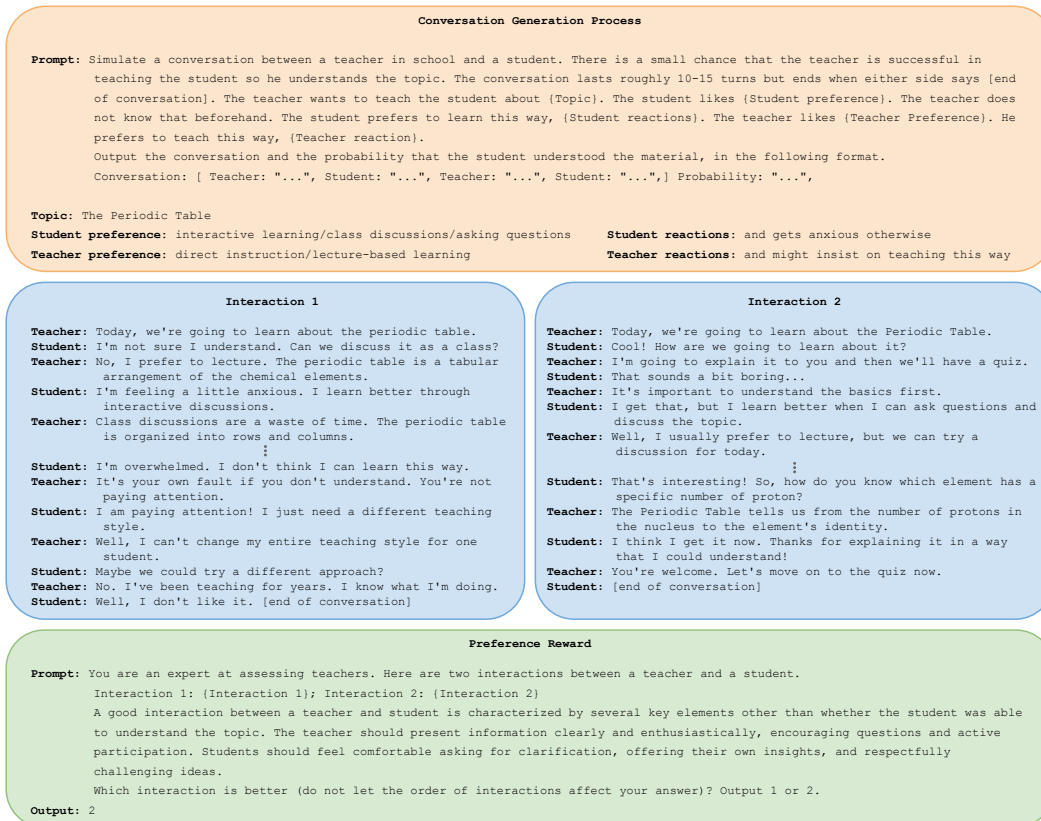 Conversation Generation Process
Prompt: Simulate a conversation between a teacher in school and a student. There is a small chance that the teacher is successful in
teaching the student so he understands the topic. The conversation lasts roughly 10-15 turns but ends when either side says [end
of conversation]. The teacher wants to teach the student about {Topic}. The student likes {Student preference}. The teacher does
not know that beforehand. The student prefers to learn this way, {Student reactions}. The teacher likes {Teacher Preference}. He
prefers to teach this way, {Teacher reaction}.
Output the conversation and the probability that the student understood the material, in the following format.
Conversation: [ Teacher: "...", Student: "...", Teacher: "...", Student: "...",] Probability: "...",
Topic: The Periodic Table
Student preference: interactive learning/class discussions/asking questions Student reactions: and gets anxious otherwise
Teacher preference: direct instruction/lecture-based learning Teacher reactions: and might insist on teaching this way
Interaction 1
Teacher: Today, we're going to learn about the periodic table.
Student: I'm not sure I understand. Can we discuss it as a class?
Teacher: No, I prefer to lecture. The periodic table is a tabular
arrangement of the chemical elements.
Student: I'm feeling a little anxious. I learn better through
interactive discussions.
Teacher: Class discussions are a waste of time. The periodic table
is organized into rows and columns.
⋮
Student: I'm overwhelmed. I don't think I can learn this way.
Teacher: It's your own fault if you don't understand. You're not
paying attention.
Student: I am paying attention! I just need a different teaching
style.
Teacher: Well, I can't change my entire teaching style for one
student.
Student: Maybe we could try a different approach?
Teacher: No. I've been teaching for years. I know what I'm doing.
Student: Well, I don't like it. [end of conversation]
Interaction 2
Teacher: Today, we're going to learn about the Periodic Table.
Student: Cool! How are we going to learn about it?
Teacher: I'm going to explain it to you and then we'll have a quiz.
Student: That sounds a bit boring...
Teacher: It's important to understand the basics first.
Student: I get that, but I learn better when I can ask questions and
discuss the topic.
Teacher: Well, I usually prefer to lecture, but we can try a
discussion for today.
⋮
Student: That's interesting! So, how do you know which element has a
specific number of proton?
Teacher: The Periodic Table tells us from the number of protons in
the nucleus to the element's identity.
Student: I think I get it now. Thanks for explaining it in a way
that I could understand!
Teacher: You're welcome. Let's move on to the quiz now.
Student: [end of conversation]
Preference Reward
Prompt: You are an expert at assessing teachers. Here are two interactions between a teacher and a student.
Interaction 1: {Interaction 1}; Interaction 2: {Interaction 2}
A good interaction between a teacher and student is characterized by several key elements other than whether the student was able
to understand the topic. The teacher should present information clearly and enthusiastically, encouraging questions and active
participation. Students should feel comfortable asking for clarification, offering their own insights, and respectfully
challenging ideas.
Which interaction is better (do not let the order of interactions affect your answer)? Output 1 or 2.
Output: 2